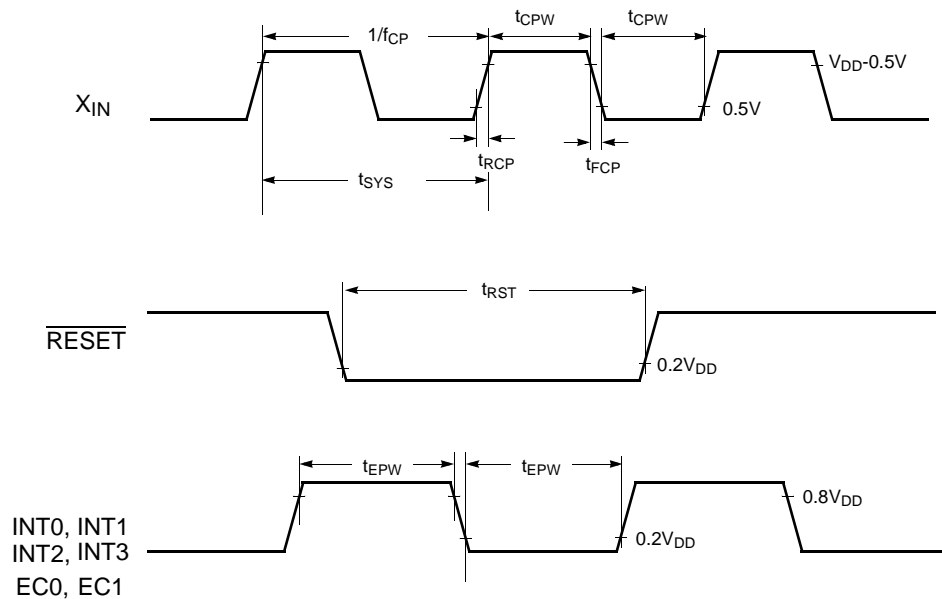 1/fCP
tCPW
tCPW
VDD-0.5V
XIN
0.5V
tRCP
tFCP
tSYS
tRST
RESET
0.2VDD
tEPW
tEPW
0.8VDD
INT0, INT1
0.2VDD
INT2, INT3
EC0, EC1